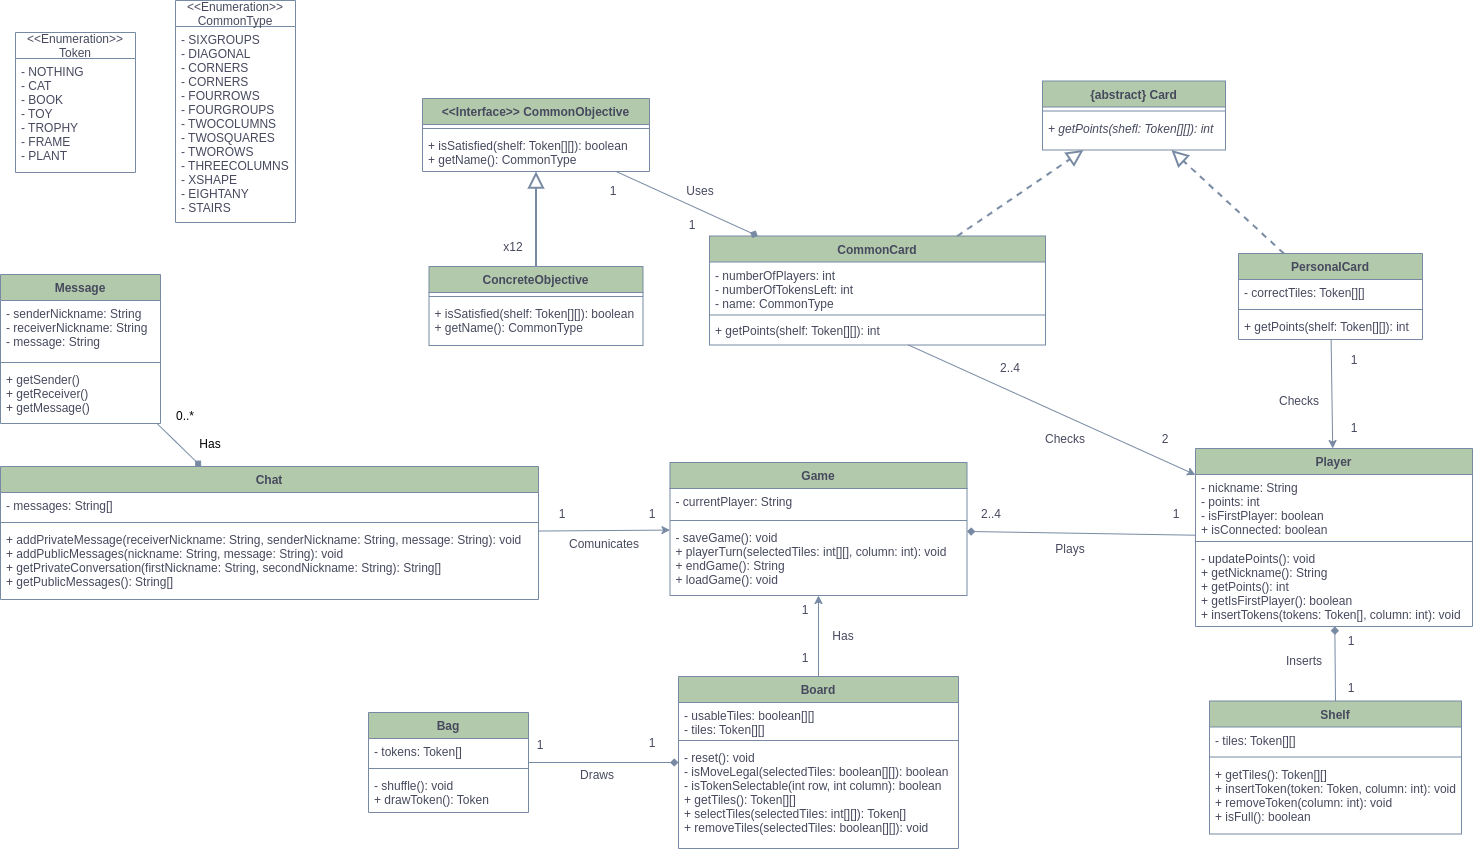 <<Enumeration>>
Token
- NOTHING
- CAT
- BOOK
- TOY
- TROPHY
- FRAME
- PLANT
<<Enumeration>>
CommonType
- SIXGROUPS
- DIAGONAL
- CORNERS
- CORNERS
- FOURROWS
- FOURGROUPS
- TWOCOLUMNS
- TWOSQUARES
- TWOROWS
- THREECOLUMNS
- XSHAPE
- EIGHTANY
- STAIRS
<<Interface>> CommonObjective
+ isSatisfied(shelf: Token[][]): boolean
+ getName(): CommonType
{abstract} Card
+ getPoints(shefl: Token[][]): int
1
Uses
1
x12
ConcreteObjective
+ isSatisfied(shelf: Token[][]): boolean
+ getName(): CommonType
CommonCard
- numberOfPlayers: int
- numberOfTokensLeft: int
- name: CommonType
+ getPoints(shelf: Token[][]): int
PersonalCard
- correctTiles: Token[][]
+ getPoints(shelf: Token[][]): int
Message
- senderNickname: String
- receiverNickname: String
- message: String
+ getSender()
+ getReceiver()
+ getMessage()
0..*
Has
2..4
Checks
2
1
Checks
1
Chat
- messages: String[]
+ addPrivateMessage(receiverNickname: String, senderNickname: String, message: String): void
+ addPublicMessages(nickname: String, message: String): void
+ getPrivateConversation(firstNickname: String, secondNickname: String): String[]
+ getPublicMessages(): String[]
1
1
Comunicates
Game
- currentPlayer: String
- saveGame(): void
+ playerTurn(selectedTiles: int[][], column: int): void
+ endGame(): String
+ loadGame(): void
2..4
1
Plays
Player
- nickname: String
- points: int
- isFirstPlayer: boolean
+ isConnected: boolean
- updatePoints(): void
+ getNickname(): String
+ getPoints(): int
+ getIsFirstPlayer(): boolean
+ insertTokens(tokens: Token[], column: int): void
1
Has
1
1
Inserts
1
Bag
- tokens: Token[]
- shuffle(): void
+ drawToken(): Token
1
1
Draws
Board
- usableTiles: boolean[][]
- tiles: Token[][]
- reset(): void
- isMoveLegal(selectedTiles: boolean[][]): boolean
- isTokenSelectable(int row, int column): boolean
+ getTiles(): Token[][]
+ selectTiles(selectedTiles: int[][]): Token[]
+ removeTiles(selectedTiles: boolean[][]): void
Shelf
- tiles: Token[][]
+ getTiles(): Token[][]
+ insertToken(token: Token, column: int): void
+ removeToken(column: int): void
+ isFull(): boolean